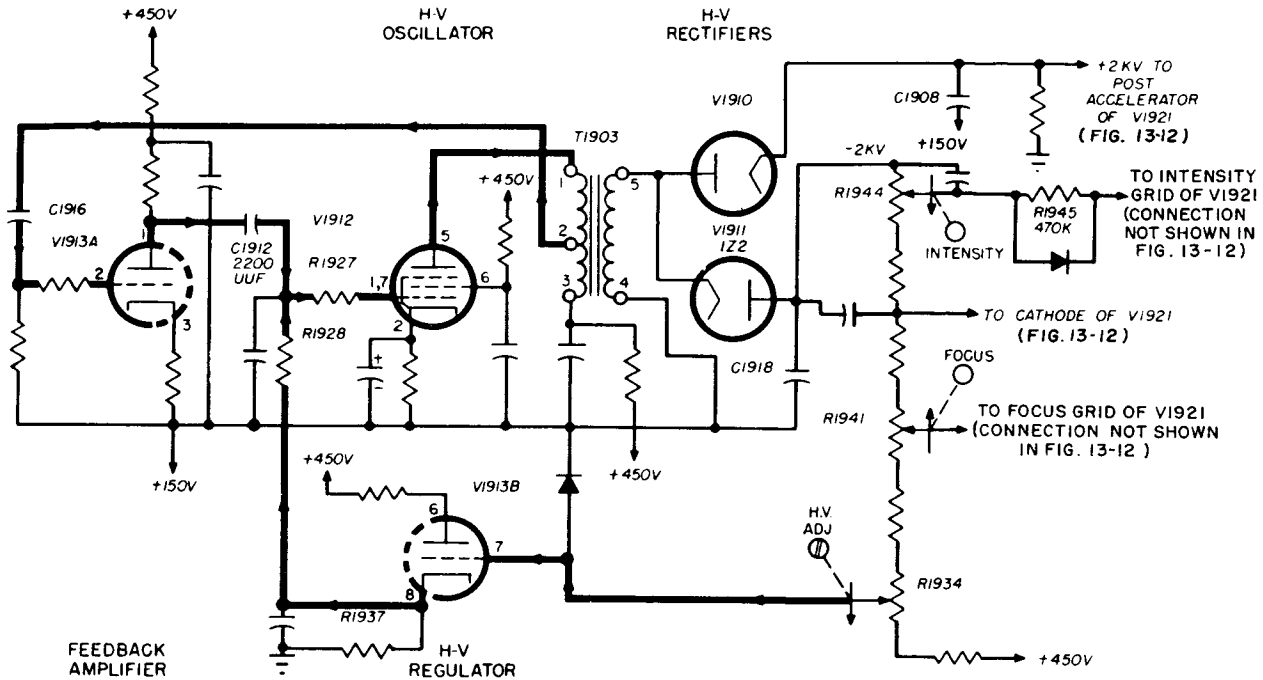 +450V
H-V
OSCILLATOR
H-V
RECTIFIERS
V1910
C1908
+2KV TO
POST
ACCELERATOR
OF V1921
(FIG. 13-12)
+150V
T1903
-2KV
+450V
1
5
R1944
TO INTENSITY
GRID OF V1921
(CONNECTION
NOT SHOWN IN
FIG. 13-12)
R1945
470K
INTENSITY
C1916
V1913A
1
V1912
C1912
2200
UUF
R1927
5
2
V1911
1Z2
2
1,7
6
3
4
3
R1928
2
TO CATHODE OF V1921
(FIG. 13-12)
+
-
C1918
FOCUS
R1941
TO FOCUS GRID OF V1921
(CONNECTION NOT SHOWN
IN FIG. 13-12)
+150V
+450V
+450V
V1913B
6
7
H.V.
ADJ
R1934
8
R1937
FEEDBACK
AMPLIFIER
H-V
REGULATOR
+450V